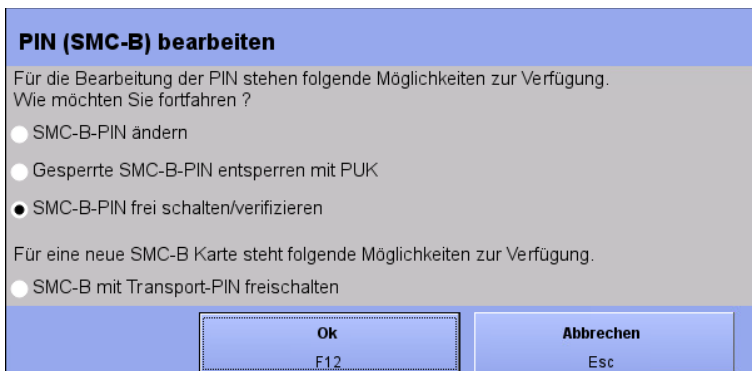 PIN (SMC-B) bearbeiten
Für die Bearbeitung der PIN stehen folgende Möglichkeiten zur Verfügung.
Wie möchten Sie fortfahren ?
SMC-B-PIN ändern
Gesperrte SMC-B-PIN entsperren mit PUK
SMC-B-PIN frei schalten/verifizieren
Für eine neue SMC-B Karte steht folgende Möglichkeiten zur Verfügung.
SMC-B mit Transport-PIN freischalten
Ok
F12
Abbrechen
Esc